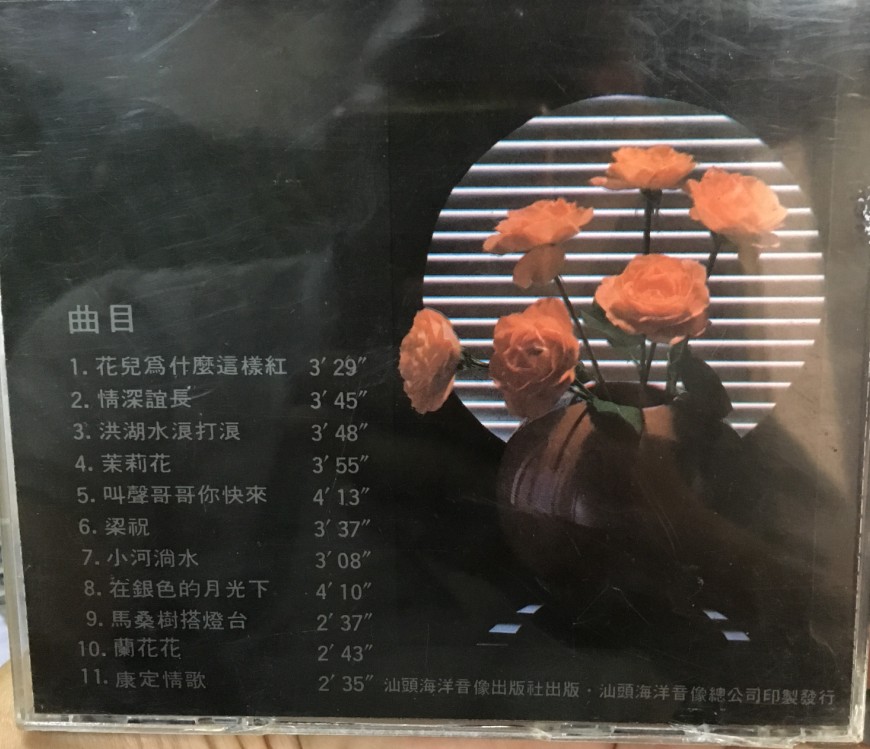 曲目
1. 花兒爲什麼這樣紅 3′29″
2. 情深誼長 3′45″
3. 洪湖水浪打浪 3′48″
4. 茉莉花 3′55″
5. 叫聲哥哥你快來 4′13″
6. 梁祝 3′37″
7. 小河淌水 3′08″
8. 在銀色的月光下 4′10″
9. 馬桑樹搭燈台 2′37″
10. 蘭花花 2′43″
11. 康定情歌 2′35″
汕頭海洋音像出版社出版·汕頭海洋音像總公司印製發行